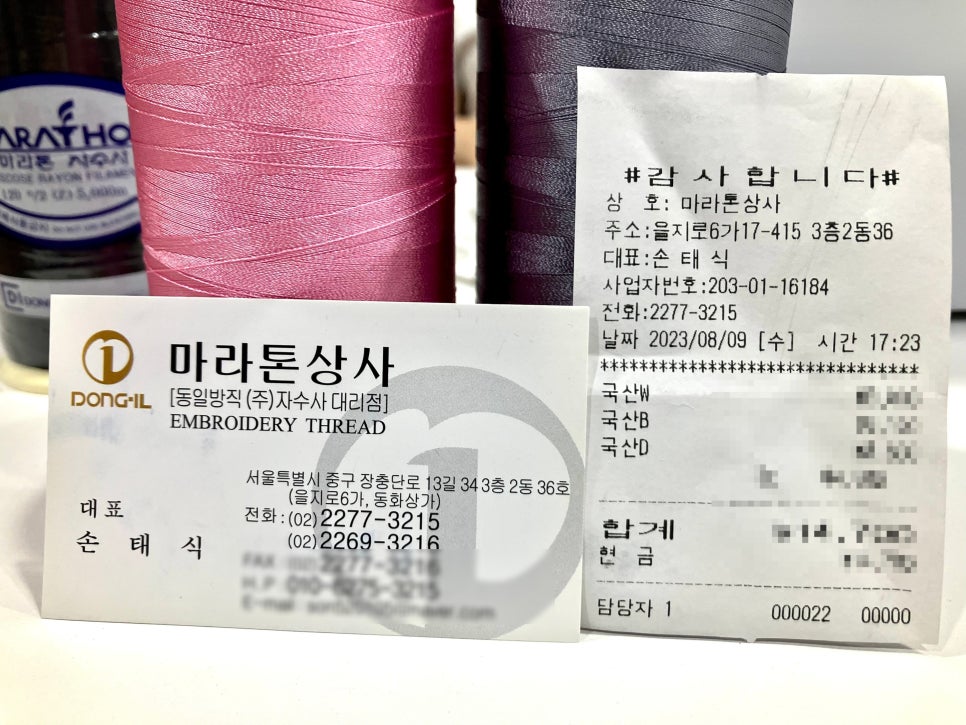 ARATHO
마라톤 자수사
5,000m
DONG-IL
마라톤상사
[동일방직 (주)자수사 대리점]
EMBROIDERY THREAD
서울특별시 중구 장충단로 13길 34 3층 2동 36호
(을지로6가, 동화상가)
대표
손 태 식
전화 : (02) 2277-3215
(02) 2269-3216
#감사합니다#
상 호: 마라톤상사
주소:을지로6가17-415 3층2동36
대표:손 태 식
사업자번호:203-01-16184
전화:2277-3215
날짜 2023/08/09 [수] 시간 17:23
********************************
국산W
국산B
국산D
합계
현 금
담당자 1 000022 00000